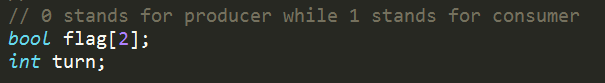 // 0 stands for producer while 1 stands for consumer
bool flag[2];
int turn;